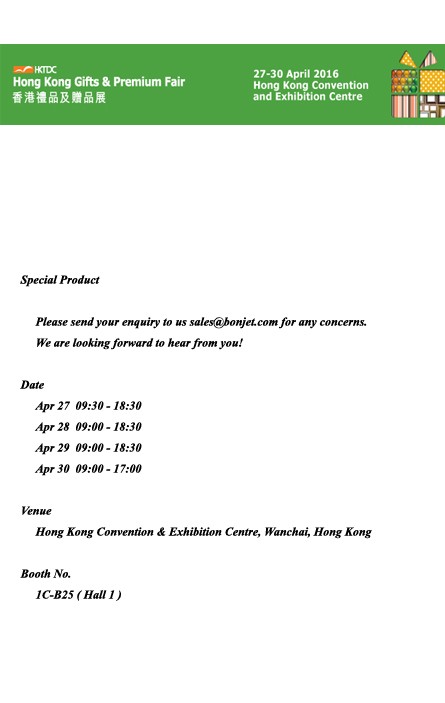 HKTDC
Hong Kong Gifts & Premium Fair
香港禮品及贈品展
27-30 April 2016
Hong Kong Convention
and Exhibition Centre
Special Product
Please send your enquiry to us sales@bonjet.com for any concerns.
We are looking forward to hear from you!
Date
Apr 27 09:30 - 18:30
Apr 28 09:00 - 18:30
Apr 29 09:00 - 18:30
Apr 30 09:00 - 17:00
Venue
Hong Kong Convention & Exhibition Centre, Wanchai, Hong Kong
Booth No.
1C-B25 ( Hall 1 )